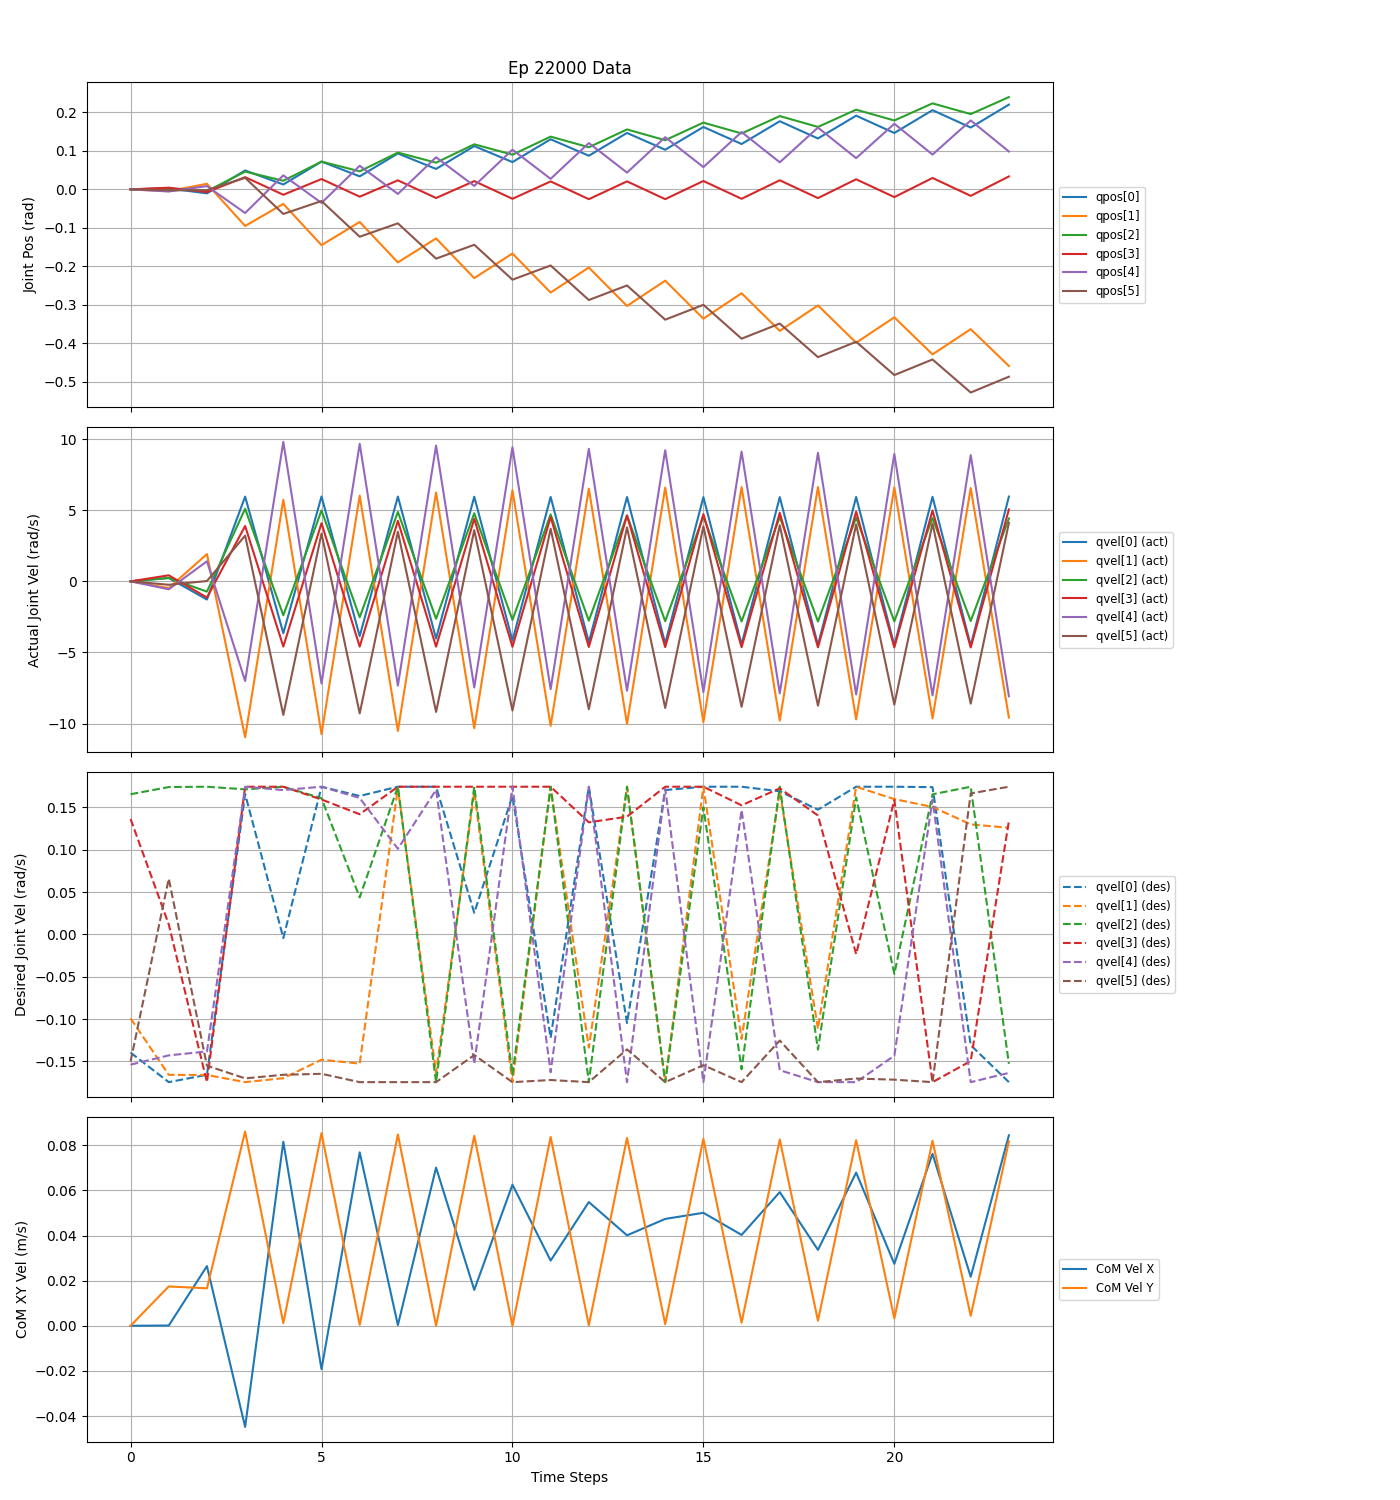 Ep 22000 Data
0.2
0.1
0.0
−0.1
−0.2
−0.3
−0.4
−0.5
Joint Pos (rad)
qpos[0]
qpos[1]
qpos[2]
qpos[3]
qpos[4]
qpos[5]
10
5
0
−5
−10
Actual Joint Vel (rad/s)
qvel[0] (act)
qvel[1] (act)
qvel[2] (act)
qvel[3] (act)
qvel[4] (act)
qvel[5] (act)
0.15
0.10
0.05
0.00
−0.05
−0.10
−0.15
Desired Joint Vel (rad/s)
qvel[0] (des)
qvel[1] (des)
qvel[2] (des)
qvel[3] (des)
qvel[4] (des)
qvel[5] (des)
0.08
0.06
0.04
0.02
0.00
−0.02
−0.04
CoM XY Vel (m/s)
CoM Vel X
CoM Vel Y
0 5 10 15 20
Time Steps